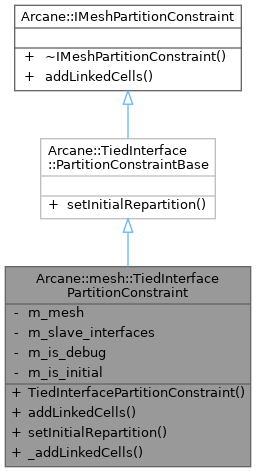 Arcane::IMeshPartitionConstraint
+ ~IMeshPartitionConstraint()
+ addLinkedCells()
Arcane::TiedInterface
::PartitionConstraintBase
+ setInitialRepartition()
Arcane::mesh::TiedInterface
PartitionConstraint
- m_mesh
- m_slave_interfaces
- m_is_debug
- m_is_initial
+ TiedInterfacePartitionConstraint()
+ addLinkedCells()
+ setInitialRepartition()
+ _addLinkedCells()